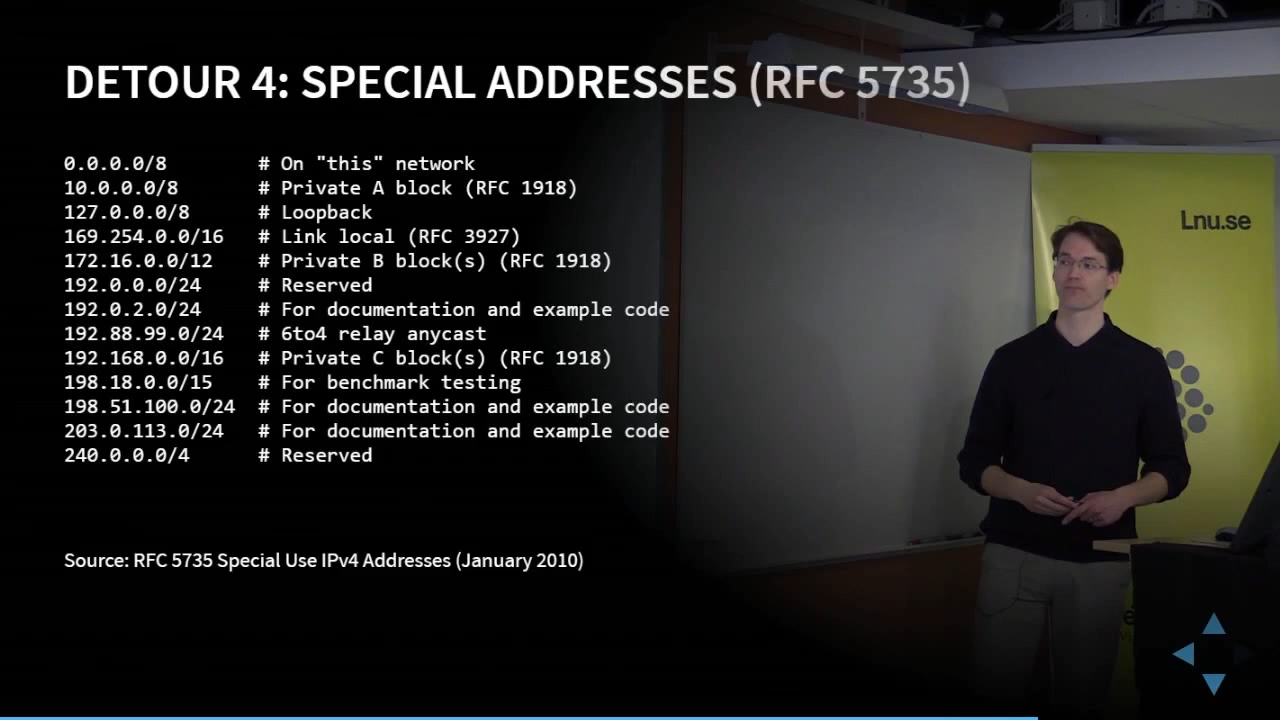 DETOUR 4: SPECIAL ADDRESSES (RFC 5735)
0.0.0.0/8 # On "this" network
10.0.0.0/8 # Private A block (RFC 1918)
127.0.0.0/8 # Loopback
169.254.0.0/16 # Link local (RFC 3927)
172.16.0.0/12 # Private B block(s) (RFC 1918)
192.0.0.0/24 # Reserved
192.0.2.0/24 # For documentation and example code
192.88.99.0/24 # 6to4 relay anycast
192.168.0.0/16 # Private C block(s) (RFC 1918)
198.18.0.0/15 # For benchmark testing
198.51.100.0/24 # For documentation and example code
203.0.113.0/24 # For documentation and example code
240.0.0.0/4 # Reserved
Source: RFC 5735 Special Use IPv4 Addresses (January 2010)
Lnu.se